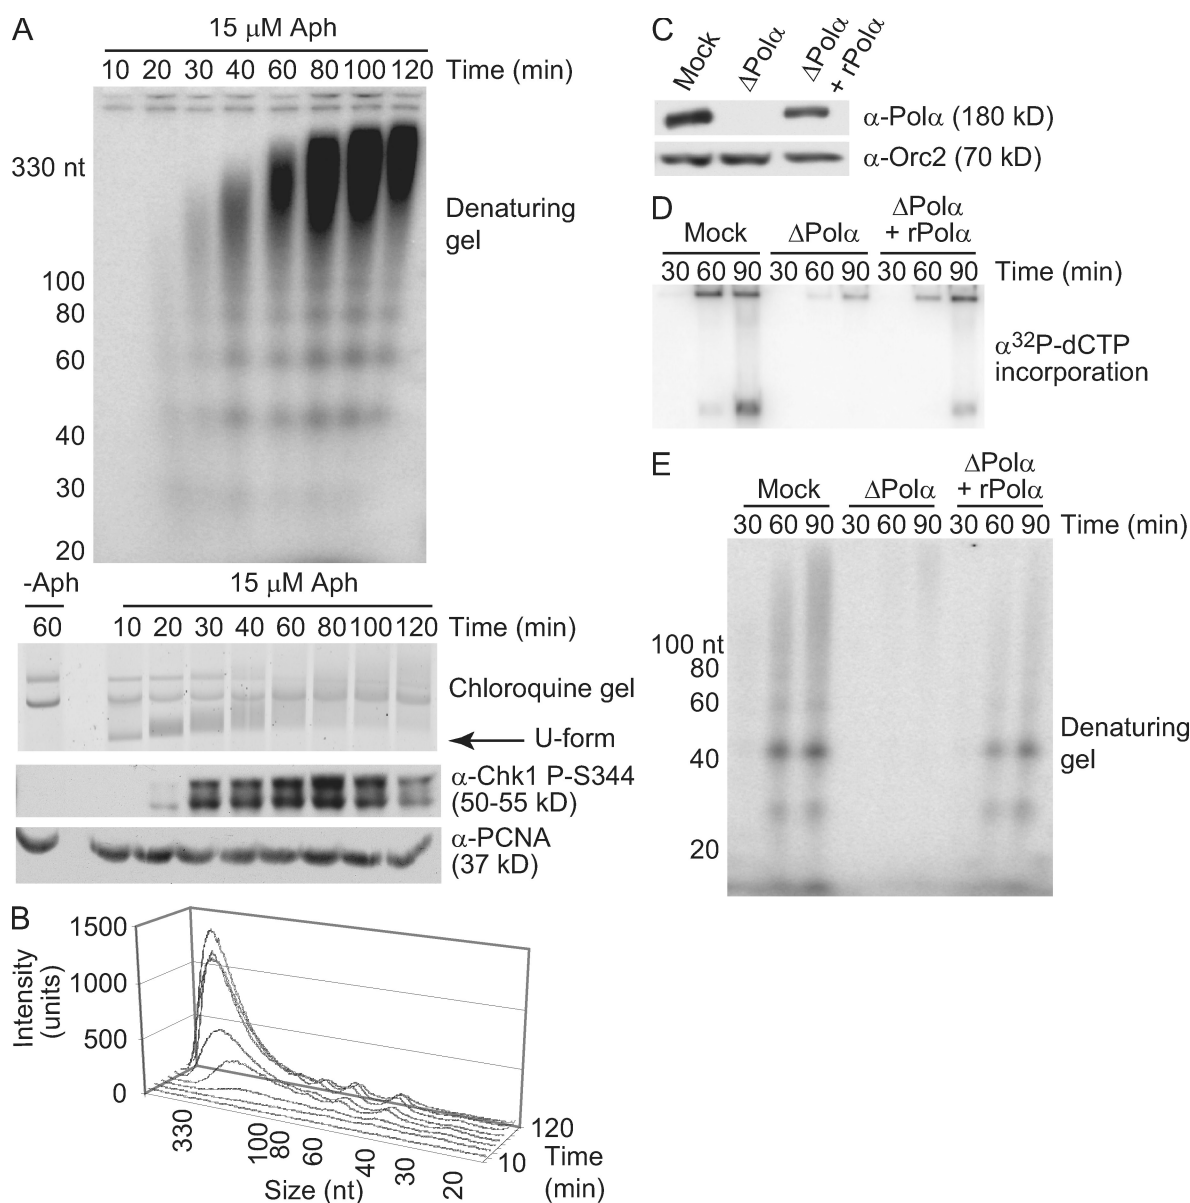 A
15 μM Aph
10 20 30 40 60 80 100 120 Time (min)
330 nt
100
80
60
40
30
20
Denaturing
gel
-Aph
15 μM Aph
60 10 20 30 40 60 80 100 120 Time (min)
Chloroquine gel
U-form
α-Chk1 P-S344
(50-55 kD)
α-PCNA
(37 kD)
B
1500
1000
500
0
Intensity
(units)
330 100 80 60 40 30 20
Size (nt)
120
10
Time
(min)
C
Mock
ΔPolα
ΔPolα
+ rPolα
α-Polα (180 kD)
α-Orc2 (70 kD)
D
Mock
ΔPolα
ΔPolα
+ rPolα
30 60 90 30 60 90 30 60 90 Time (min)
α³²P-dCTP
incorporation
E
Mock
ΔPolα
ΔPolα
+ rPolα
30 60 90 30 60 90 30 60 90 Time (min)
100 nt
80
60
40
20
Denaturing
gel